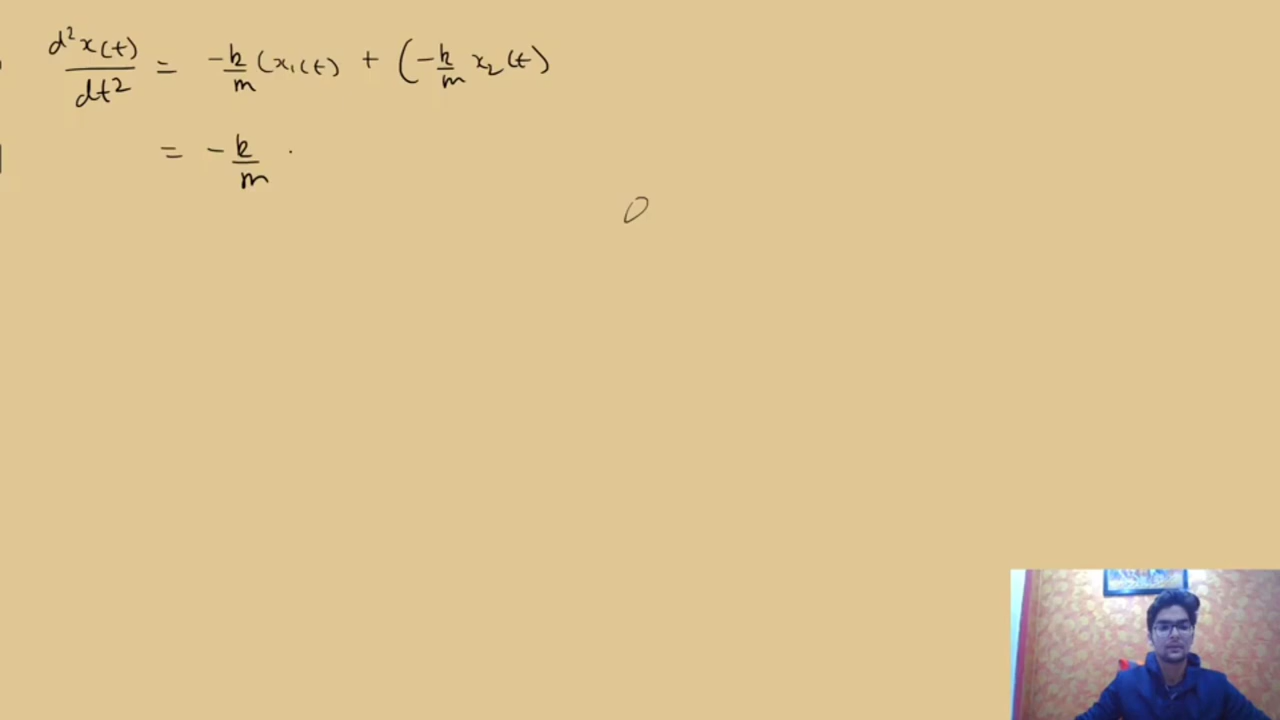 d²x(t)/dt² = -k/m (x₁(t) + (-k/m x₂(t)
= -k/m .
0